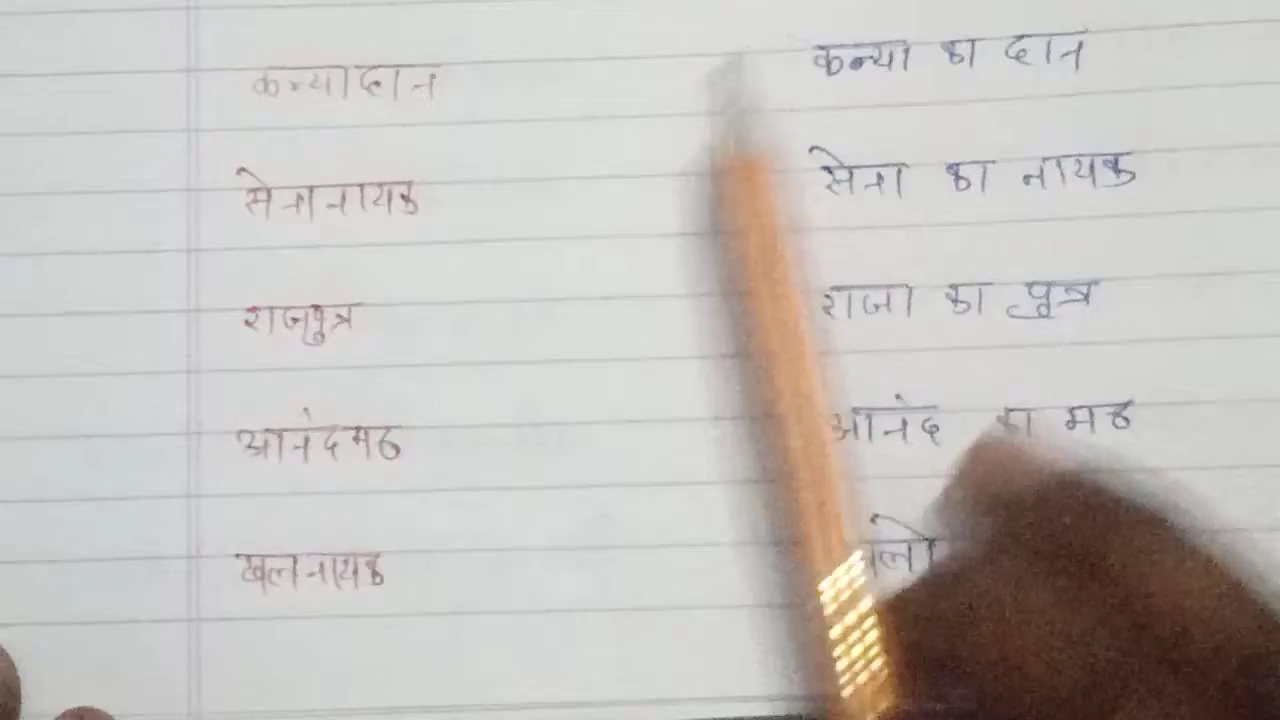 कन्यादान कन्या का दान
सेनानायक सेना का नायक
राजपुत्र राजा का पुत्र
आनंदमठ आनंद का मठ
खलनायक